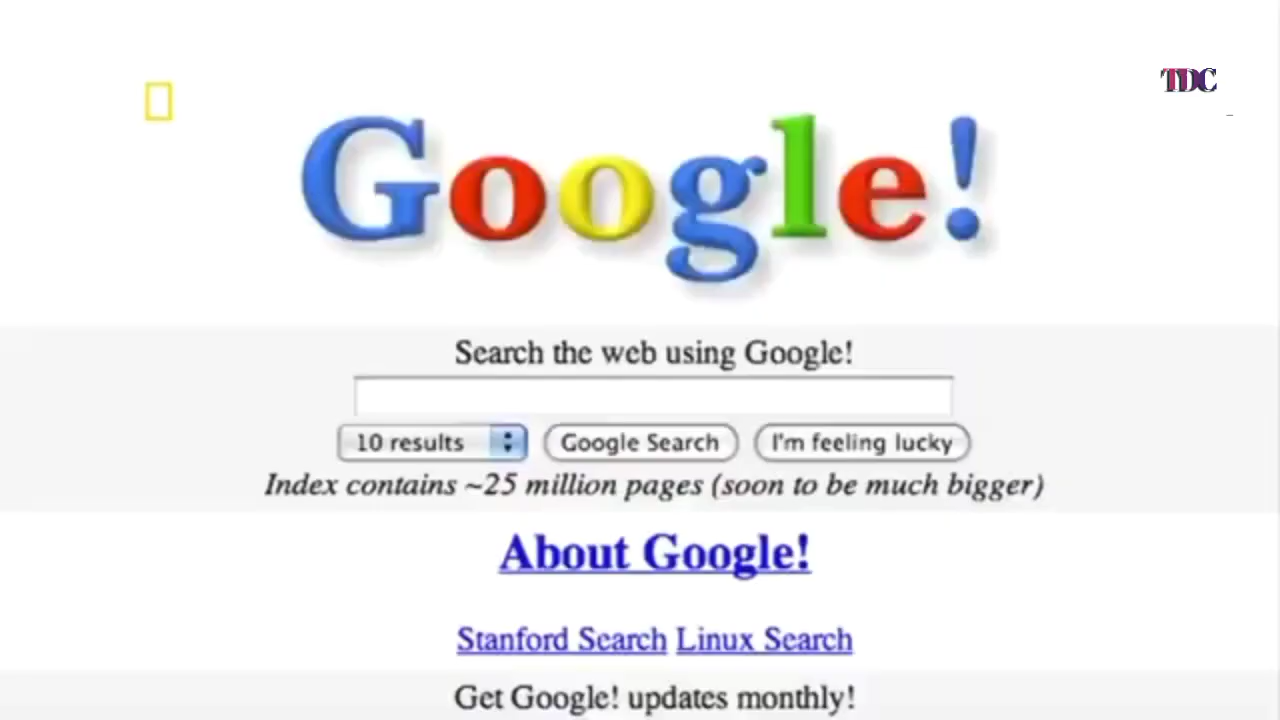 TDC
Google!
Search the web using Google!
10 results Google Search I'm feeling lucky
Index contains ~25 million pages (soon to be much bigger)
About Google!
Stanford Search Linux Search
Get Google! updates monthly!